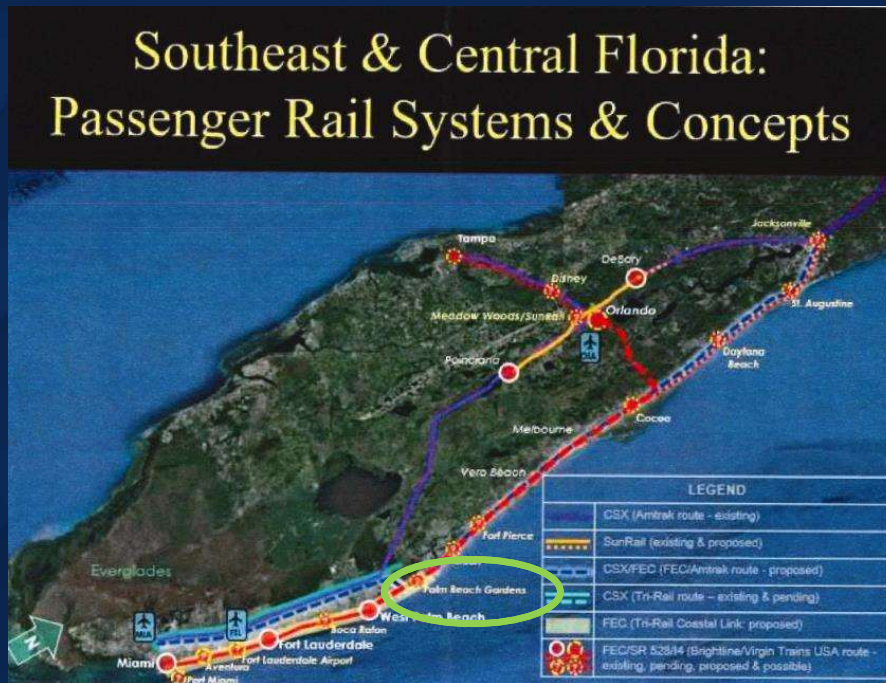 Southeast & Central Florida:
Passenger Rail Systems & Concepts
Jacksonville
Tampa
DeBary
Disney
St. Augustine
Meadow Woods/SunRail
Orlando
OIA
Daytona
Beach
Poinciana
Cocoa
Melbourne
Vero Beach
LEGEND
CSX (Amtrak route - existing)
Fort Pierce
SunRail (existing & proposed)
Everglades
CSX/FEC (FEC/Amtrak route - proposed)
Palm Beach Gardens
CSX (Tri-Rail route – existing & pending)
West Palm Beach
MIA
FLL
Boca Raton
FEC (Tri-Rail Coastal Link: proposed)
N
Fort Lauderdale
FEC/SR 528/I4 (Brightline/Virgin Trains USA route -
existing, pending, proposed & possible)
Miami
Aventura
Fort Lauderdale Airport
Port Miami